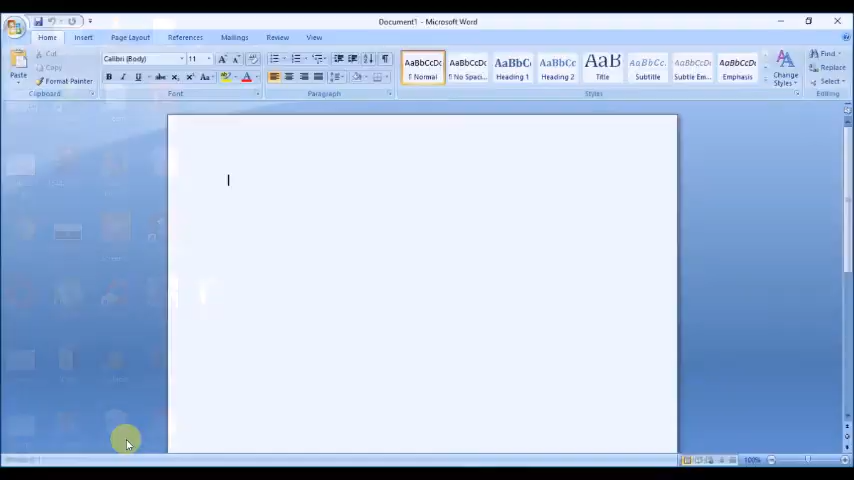 Document1 - Microsoft Word
Home Insert Page Layout References Mailings Review View
Paste
Cut
Copy
Format Painter
Clipboard
Calibri (Body) 11
Font
Paragraph
AaBbCcDc AaBbCcDc AaBbCc AaBbCc AaB AaBbCc. AaBbCcDc AaBbCcDc
¶ Normal ¶ No Spaci... Heading 1 Heading 2 Title Subtitle Subtle Em... Emphasis
Change Styles
Styles
Find
Replace
Select
Editing
100%